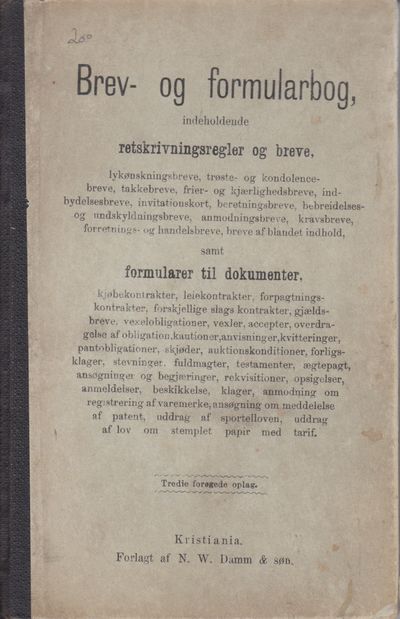 200
Brev- og formularbog,
indeholdende
retskrivningsregler og breve,
lykønskningsbreve, trøste- og kondolence-
breve, takkebreve, frier- og kjærlighedsbreve, ind-
bydelsesbreve, invitationskort, beretningsbreve, bebreidelses-
og undskyldningsbreve, anmodningsbreve, kravsbreve,
forretnings- og handelsbreve, breve af blandet indhold,
samt
formularer til dokumenter,
kjøbekontrakter, leiekontrakter, forpagtnings-
kontrakter, forskjellige slags kontrakter, gjælds-
breve, vexelobligationer, vexler, accepter, overdra-
gelse af obligation, kautioner, anvisninger, kvitteringer,
pantobligationer, skjøder, auktionskonditioner, forligs-
klager, stevninger, fuldmagter, testamenter, ægtepagt,
ansøgninger og begjæringer, rekvisitioner, opsigelser,
anmeldelser, beskikkelse, klager, anmodning om
registrering af varemerke, ansøgning om meddelelse
af patent, uddrag af sportelloven, uddrag
af lov om stemplet papir med tarif.
Tredie forøgede oplag.
Kristiania.
Forlagt af N. W. Damm & søn.